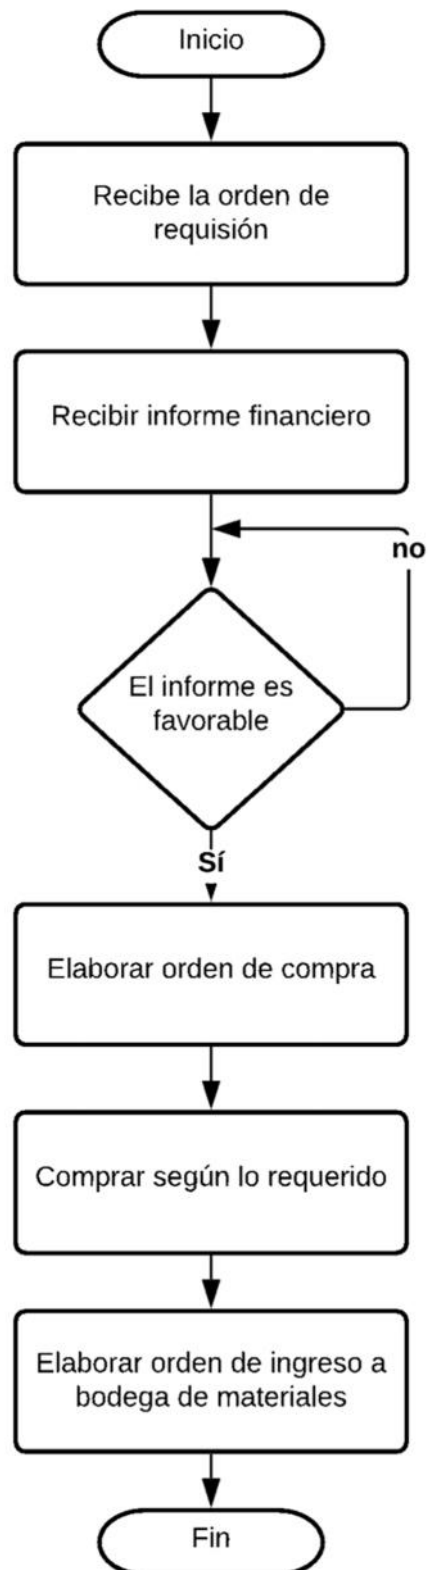 Inicio
Recibe la orden de
requisión
Recibir informe financiero
no
El informe es
favorable
Sí
Elaborar orden de compra
Comprar según lo requerido
Elaborar orden de ingreso a
bodega de materiales
Fin